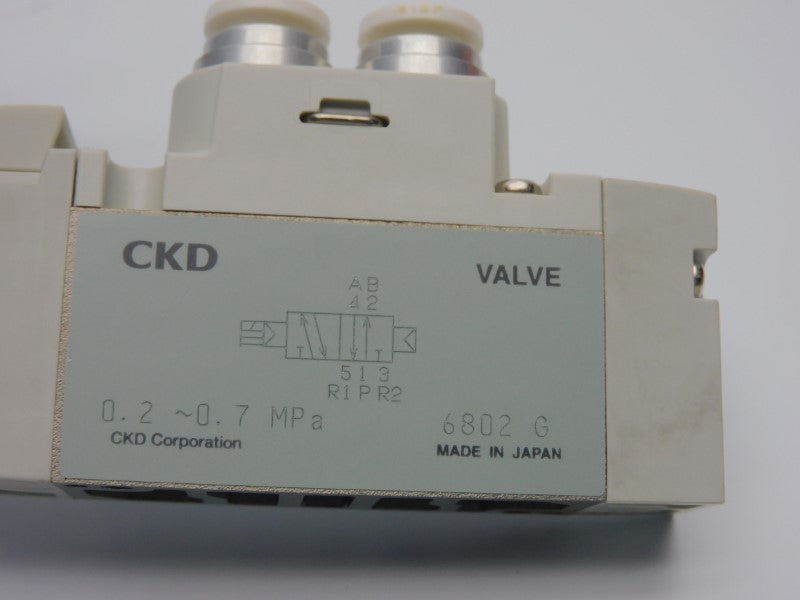 CKD
VALVE
AB
42
513
R1PR2
0.2 ~0.7 MPa
6802 G
CKD Corporation
MADE IN JAPAN